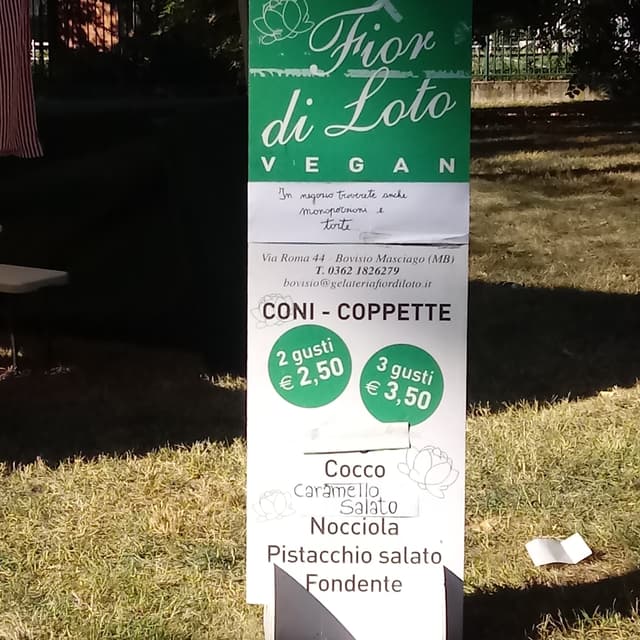 Fior
di Loto
VEGAN
In negozio troverete anche
monoporzioni e
torte
Via Roma 44 - Bovisio Masciago (MB)
T. 0362 1826279
bovisio@gelateriafiordiloto.it
CONI - COPPETTE
2 gusti
€ 2,50
3 gusti
€ 3,50
Cocco
Caramello
Salato
Nocciola
Pistacchio salato
Fondente